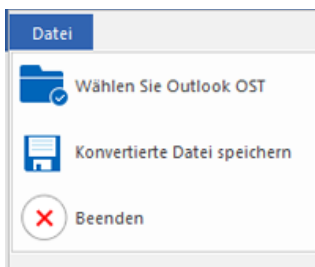 Datei
Wählen Sie Outlook OST
Konvertierte Datei speichern
Beenden